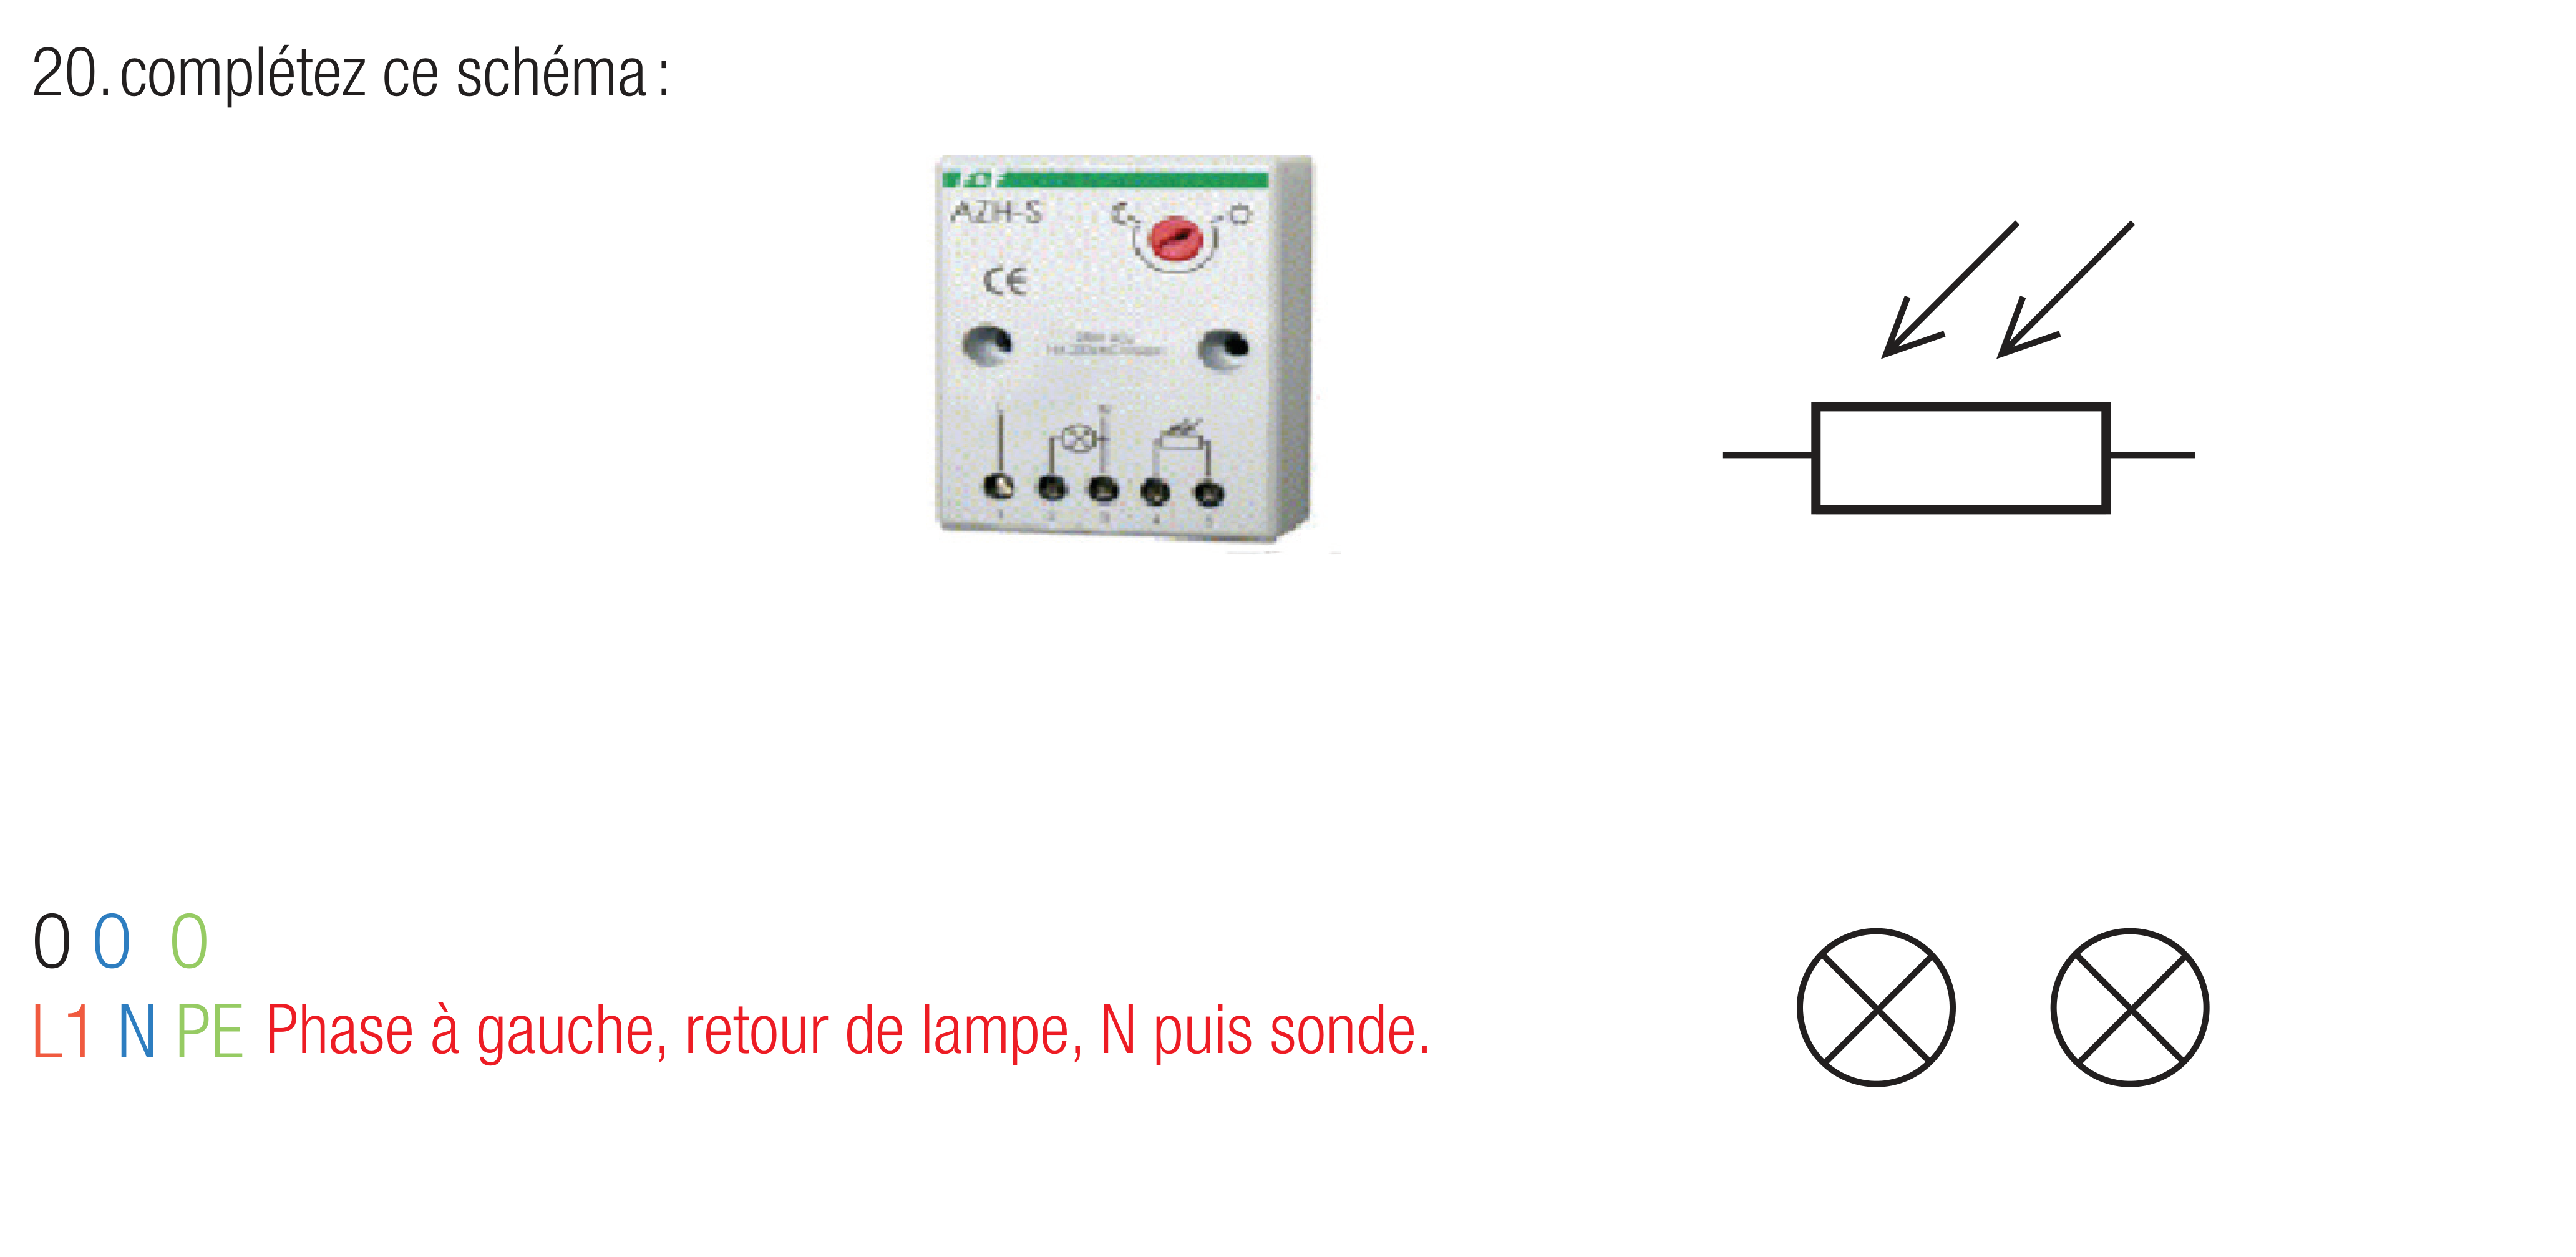 20. complétez ce schéma :
F&F
AZH-S
CE
L N
1 2 3 4 5
O O O
L1 N PE Phase à gauche, retour de lampe, N puis sonde.